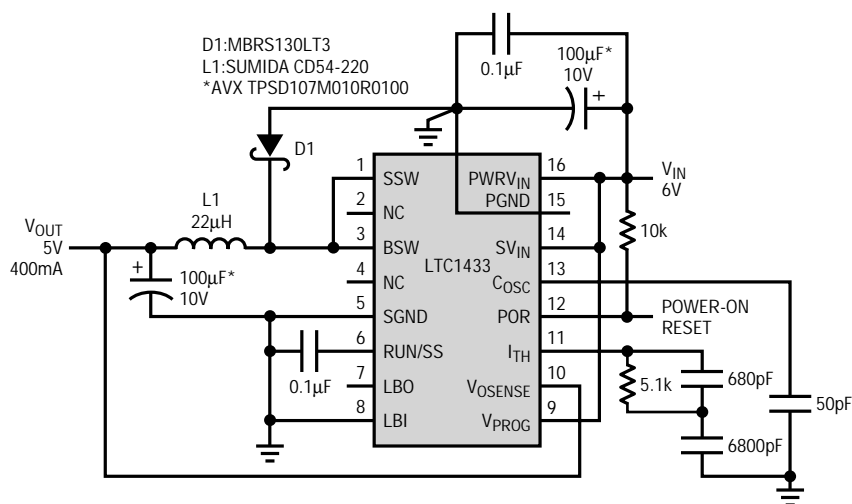 D1:MBRS130LT3
L1:SUMIDA CD54-220
*AVX TPSD107M010R0100
0.1µF
100µF*
10V
+
D1
L1
22µH
VOUT
5V
400mA
+
100µF*
10V
0.1µF
1
SSW
2
NC
3
BSW
4
NC
5
SGND
6
RUN/SS
7
LBO
8
LBI
LTC1433
16
PWRVIN
15
PGND
14
SVIN
13
COSC
12
POR
11
ITH
10
VOSENSE
9
VPROG
VIN
6V
10k
POWER-ON
RESET
5.1k
680pF
6800pF
50pF